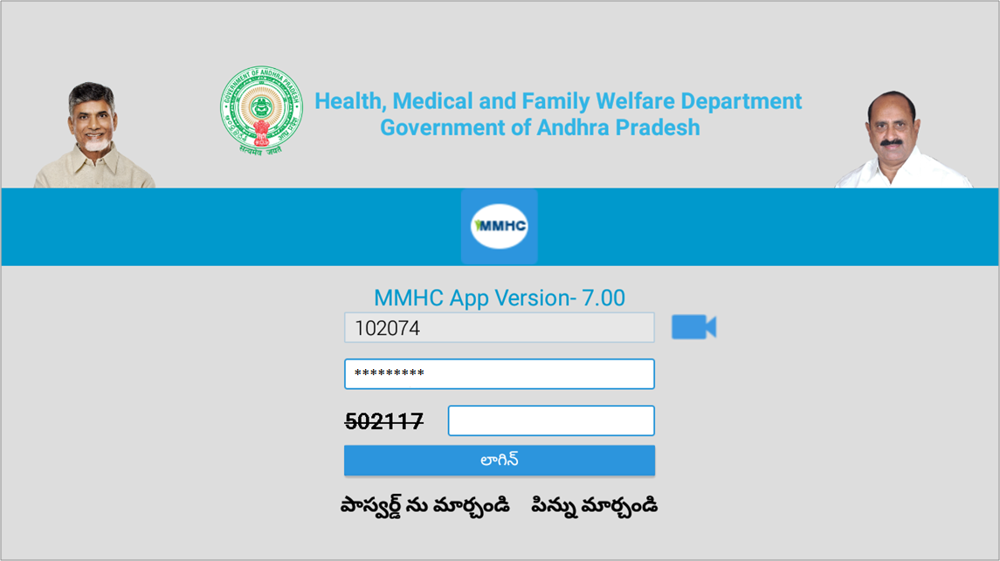 GOVERNMENT OF ANDHRA PRADESH
सत्यमेव जयते
Health, Medical and Family Welfare Department
Government of Andhra Pradesh
MMHC
MMHC App Version- 7.00
102074
*********
502117
లాగిన్
పాస్వర్డ్ ను మార్చండి పిన్ను మార్చండి